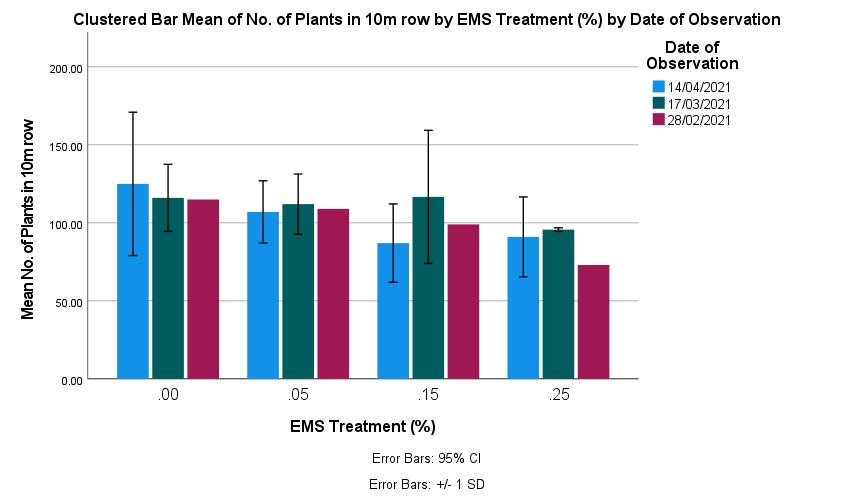 Clustered Bar Mean of No. of Plants in 10m row by EMS Treatment (%) by Date of Observation
Date of
Observation
14/04/2021
17/03/2021
28/02/2021
Mean No. of Plants in 10m row
200.00
150.00
100.00
50.00
0.00
.00 .05 .15 .25
EMS Treatment (%)
Error Bars: 95% CI
Error Bars: +/- 1 SD